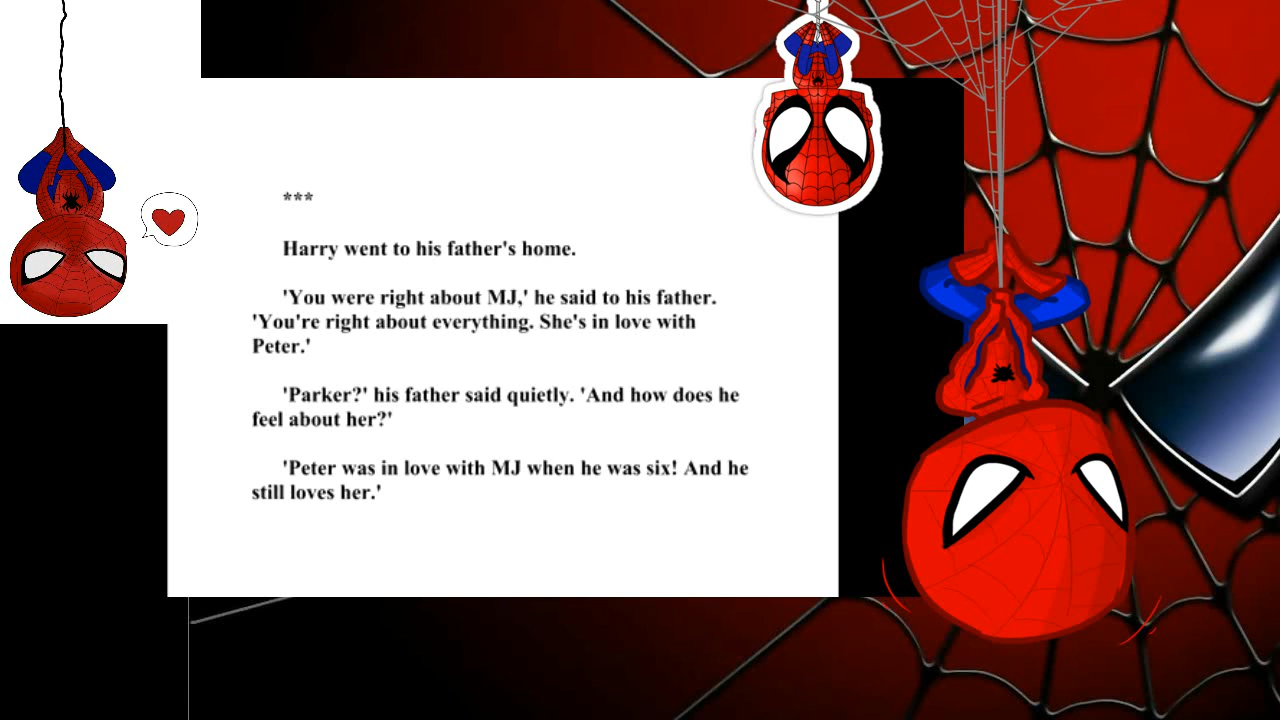 ***
Harry went to his father's home.
'You were right about MJ,' he said to his father.
'You're right about everything. She's in love with
Peter.'
'Parker?' his father said quietly. 'And how does he
feel about her?'
'Peter was in love with MJ when he was six! And he
still loves her.'